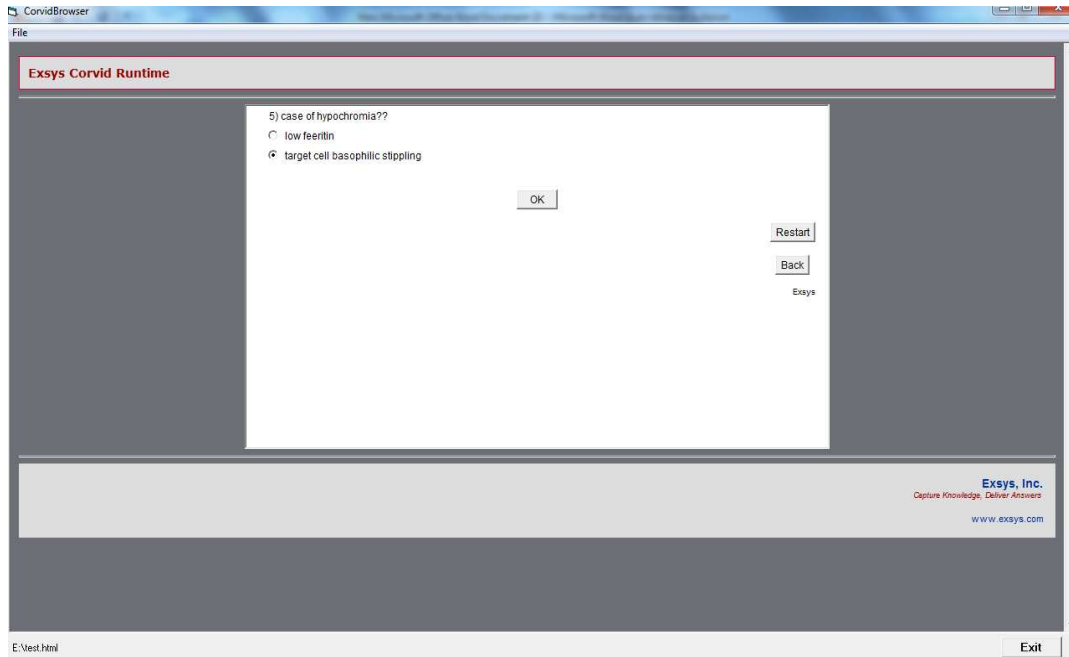 CorvidBrowser
File
Exsys Corvid Runtime
5) case of hypochromia??
low feeritin
target cell basophilic stippling
OK
Restart
Back
Exsys
Exsys, Inc.
Capture Knowledge, Deliver Answers
www.exsys.com
E:\test.html
Exit